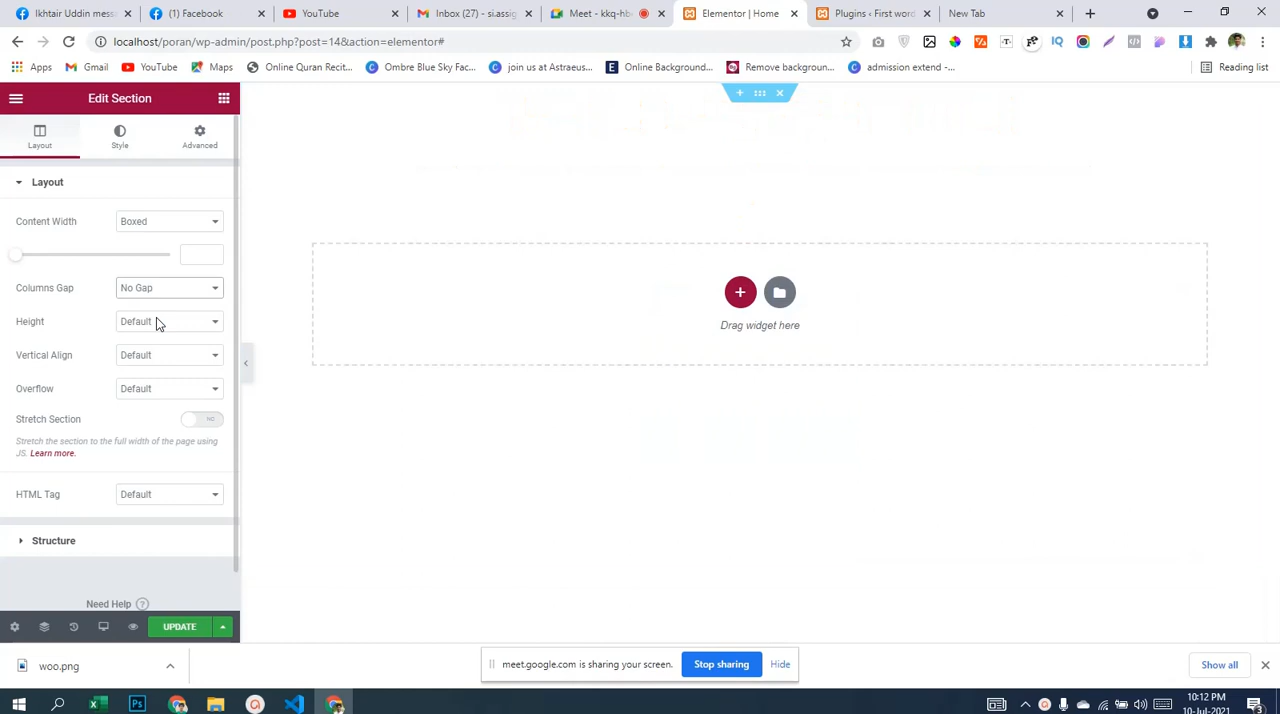 Ikhtair Uddin mess
(1) Facebook
YouTube
Inbox (27) - si.assig
Meet - kkq-hb
Elementor | Home
Plugins ‹ First word
New Tab
localhost/poran/wp-admin/post.php?post=14&action=elementor#
Apps
Gmail
YouTube
Maps
Online Quran Recit...
Ombre Blue Sky Fac...
join us at Astraeus...
Online Background...
Remove backgroun...
admission extend -...
Reading list
Edit Section
Layout
Style
Advanced
Layout
Content Width
Boxed
Columns Gap
No Gap
Height
Default
Vertical Align
Default
Overflow
Default
Stretch Section
NO
Stretch the section to the full width of the page using
JS. Learn more.
HTML Tag
Default
Structure
Need Help
UPDATE
Drag widget here
woo.png
meet.google.com is sharing your screen.
Stop sharing
Hide
Show all
10:12 PM
10-Jul-2021